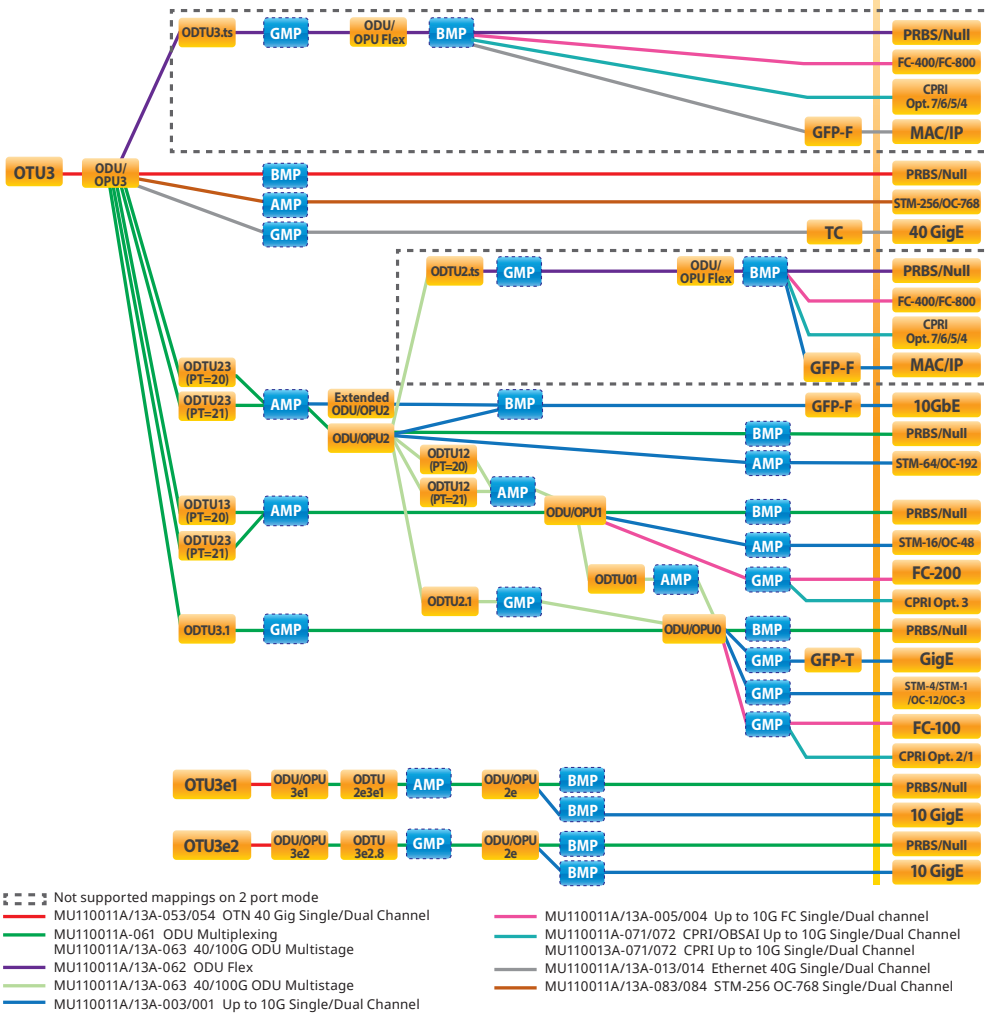 ODTU3.ts
GMP
ODU/
OPU Flex
BMP
PRBS/Null
FC-400/FC-800
CPRI
Opt. 7/6/5/4
GFP-F
MAC/IP
OTU3
ODU/
OPU3
BMP
PRBS/Null
AMP
STM-256/OC-768
GMP
TC
40 GigE
ODTU2.ts
GMP
ODU/
OPU Flex
BMP
PRBS/Null
FC-400/FC-800
CPRI
Opt. 7/6/5/4
GFP-F
MAC/IP
ODTU23
(PT=20)
ODTU23
(PT=21)
AMP
Extended
ODU/OPU2
BMP
GFP-F
10GbE
ODU/OPU2
BMP
PRBS/Null
ODTU12
(PT=20)
AMP
STM-64/OC-192
ODTU12
(PT=21)
AMP
ODTU13
(PT=20)
ODTU23
(PT=21)
AMP
ODU/OPU1
BMP
PRBS/Null
AMP
STM-16/OC-48
ODTU01
AMP
GMP
FC-200
CPRI Opt. 3
ODTU2.1
GMP
ODTU3.1
GMP
ODU/OPU0
BMP
PRBS/Null
GMP
GFP-T
GigE
GMP
STM-4/STM-1
/OC-12/OC-3
GMP
FC-100
CPRI Opt. 2/1
OTU3e1
ODU/OPU
3e1
ODTU
2e3e1
AMP
ODU/OPU
2e
BMP
PRBS/Null
BMP
10 GigE
OTU3e2
ODU/OPU
3e2
ODTU
3e2.8
GMP
ODU/OPU
2e
BMP
PRBS/Null
BMP
10 GigE
Not supported mappings on 2 port mode
MU110011A/13A-053/054 OTN 40 Gig Single/Dual Channel
MU110011A-061 ODU Multiplexing
MU110011A/13A-063 40/100G ODU Multistage
MU110011A/13A-062 ODU Flex
MU110011A/13A-063 40/100G ODU Multistage
MU110011A/13A-003/001 Up to 10G Single/Dual Channel
MU110011A/13A-005/004 Up to 10G FC Single/Dual channel
MU110011A-071/072 CPRI/OBSAI Up to 10G Single/Dual Channel
MU110013A-071/072 CPRI Up to 10G Single/Dual Channel
MU110011A/13A-013/014 Ethernet 40G Single/Dual Channel
MU110011A/13A-083/084 STM-256 OC-768 Single/Dual Channel